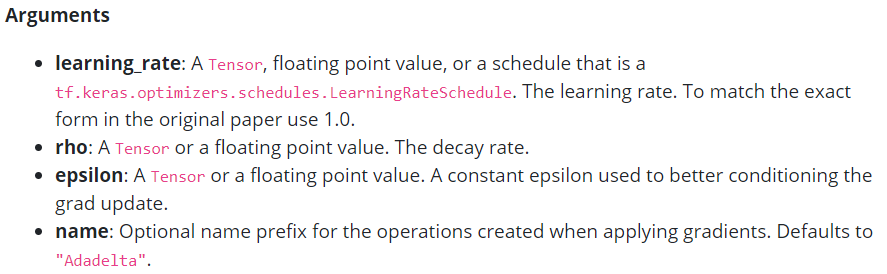 Arguments
• learning_rate: A Tensor, floating point value, or a schedule that is a
tf.keras.optimizers.schedules.LearningRateSchedule. The learning rate. To match the exact
form in the original paper use 1.0.
• rho: A Tensor or a floating point value. The decay rate.
• epsilon: A Tensor or a floating point value. A constant epsilon used to better conditioning the
grad update.
• name: Optional name prefix for the operations created when applying gradients. Defaults to
"Adadelta".